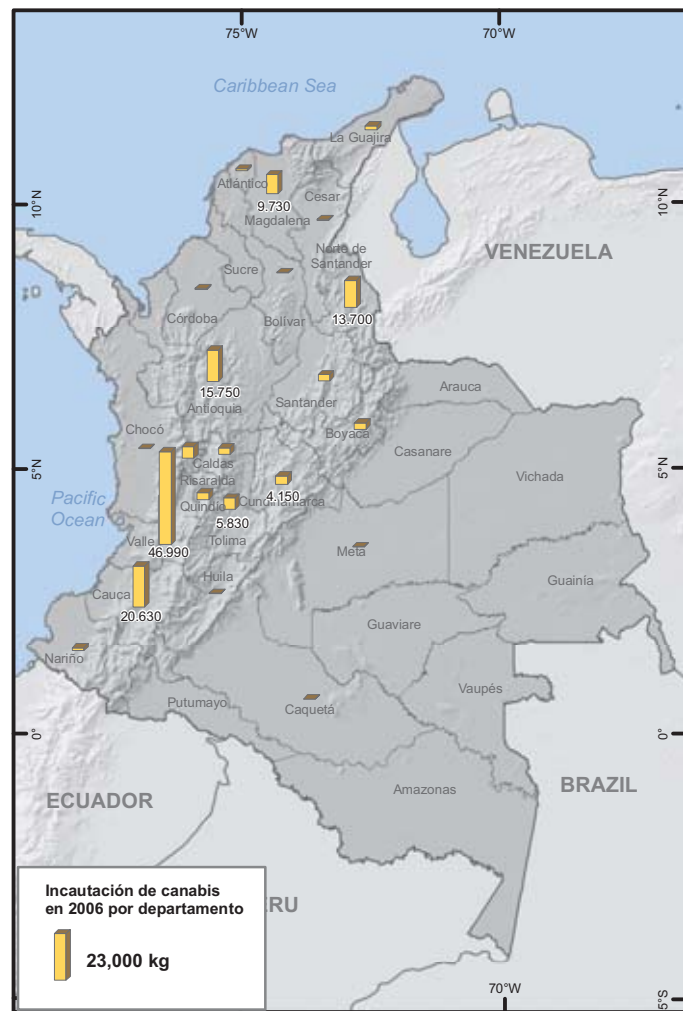 75°W
70°W
Caribbean Sea
La Guajira
Atlántico
10°N
10°N
9.730
Cesar
Magdalena
VENEZUELA
Norte de
Santander
Sucre
Córdoba
Bolívar
13.700
15.750
Antioquia
Santander
Arauca
Chocó
Boyacá
Casanare
5°N
5°N
Caldas
Vichada
Risaralda
Pacific
Ocean
Quindío
Cundinamarca
4.150
5.830
Valle
Tolima
46.990
Meta
Cauca
Huila
Guainía
20.630
Guaviare
Nariño
Vaupés
Putumayo
Caquetá
0°
0°
Amazonas
ECUADOR
BRAZIL
Incautación de canabis
en 2006 por departamento
ERU
23,000 kg
70°W
5°S